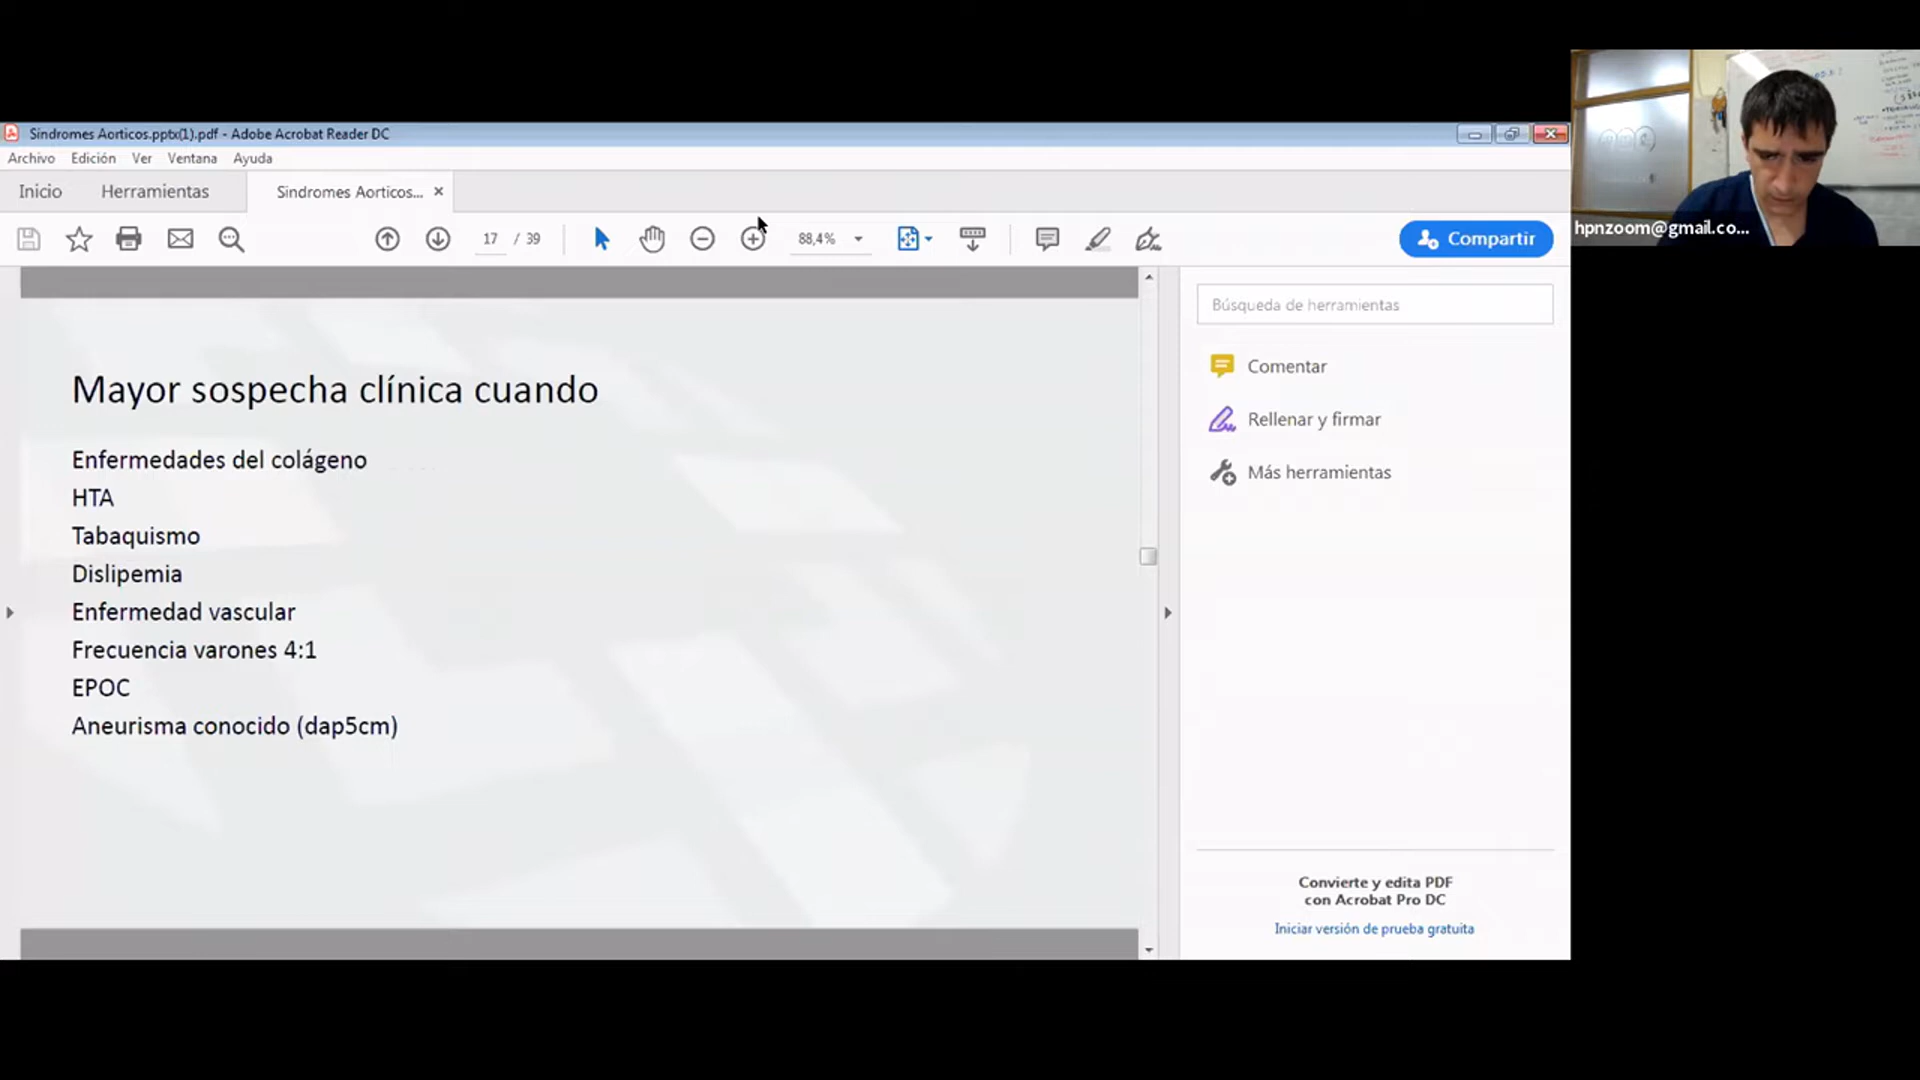 Sindromes Aorticos.pptx(1).pdf - Adobe Acrobat Reader DC
Archivo Edición Ver Ventana Ayuda
Inicio Herramientas Sindromes Aorticos...
17 / 39 88,4% Compartir
hpnzoom@gmail.co...
Mayor sospecha clínica cuando
Enfermedades del colágeno
HTA
Tabaquismo
Dislipemia
Enfermedad vascular
Frecuencia varones 4:1
EPOC
Aneurisma conocido (dap5cm)
Búsqueda de herramientas
Comentar
Rellenar y firmar
Más herramientas
Convierte y edita PDF
con Acrobat Pro DC
Iniciar versión de prueba gratuita